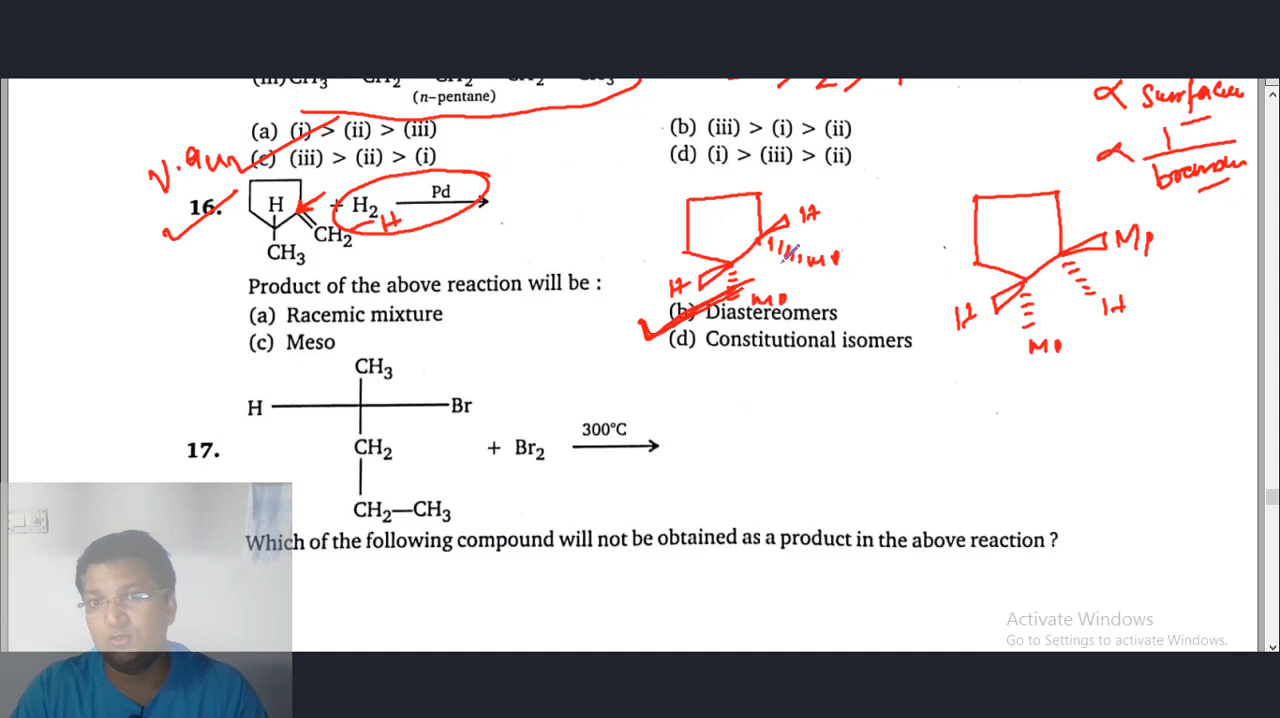 (n-pentane)
∝ Surface
(a) (i) > (ii) > (iii)
(b) (iii) > (i) > (ii)
∝ 1
(c) (iii) > (ii) > (i)
(d) (i) > (iii) > (ii)
16.
H
+ H2
Pd
H
CH2
CH3
H
Me
H
Me
Me
H
H
Me
Product of the above reaction will be :
(a) Racemic mixture
(b) Diastereomers
(c) Meso
(d) Constitutional isomers
17.
CH3
H
Br
CH2
+ Br2
300°C
CH2—CH3
Which of the following compound will not be obtained as a product in the above reaction ?
Activate Windows
Go to Settings to activate Windows.